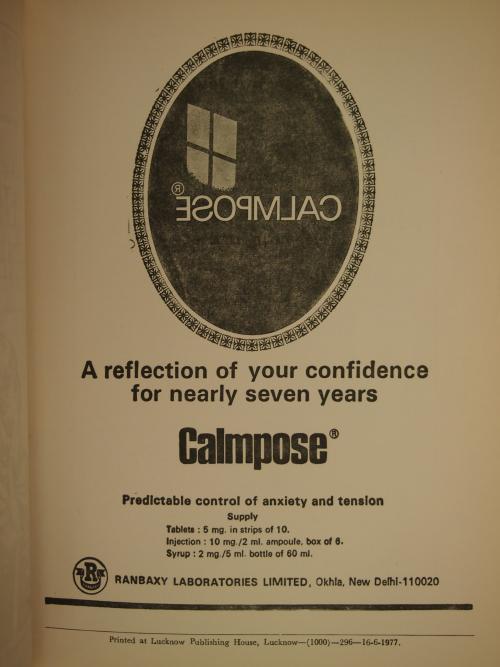 CALMPOSE®
A reflection of your confidence
for nearly seven years
Calmpose®
Predictable control of anxiety and tension
Supply
Tablets : 5 mg. in strips of 10.
Injection : 10 mg./2 ml. ampoule, box of 6.
Syrup : 2 mg./5 ml. bottle of 60 ml.
R
RANBAXY LABORATORIES LIMITED, Okhla, New Delhi-110020
Printed at Lucknow Publishing House, Lucknow—(1000)—296—16-6-1977.